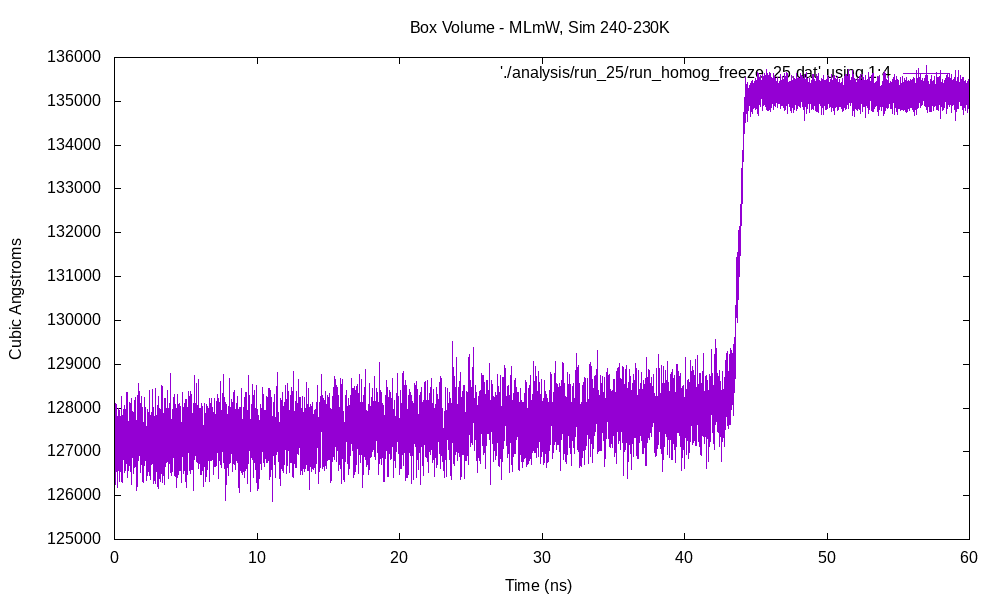 Box Volume - MLmW, Sim 240-230K
'./analysis/run_25/run_homog_freeze_25.dat' using 1:4
136000
135000
134000
133000
132000
131000
130000
129000
128000
127000
126000
125000
Cubic Angstroms
0 10 20 30 40 50 60
Time (ns)